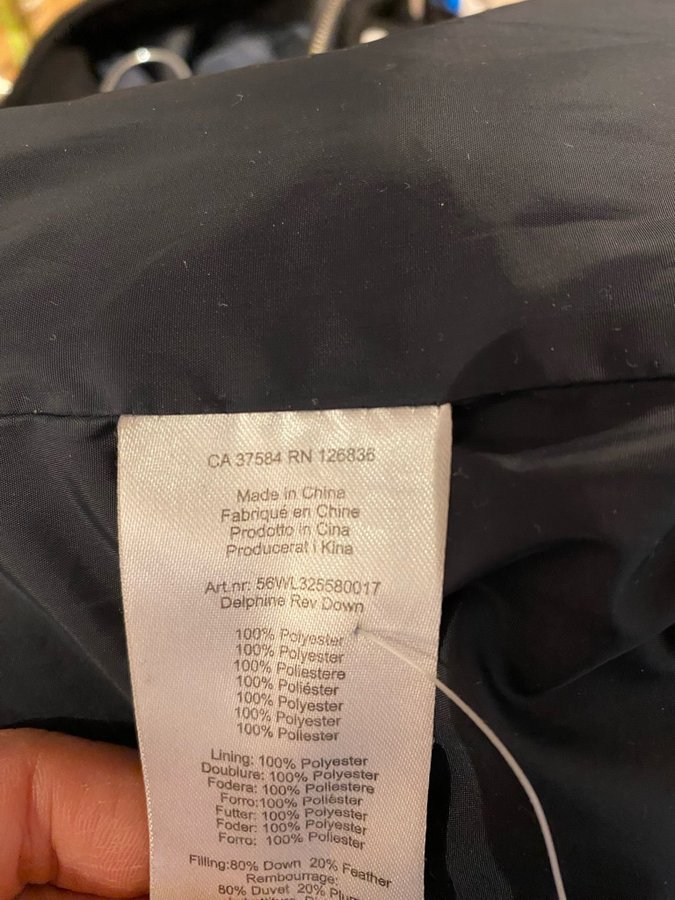 CA 37584 RN 126836
Made in China
Fabriqué en Chine
Prodotto in Cina
Producerat i Kina
Art.nr: 56WL325580017
Delphine Rev Down
100% Polyester
100% Polyester
100% Poliestere
100% Poliéster
100% Polyester
100% Polyester
100% Poliester
Lining: 100% Polyester
Doublure: 100% Polyester
Fodera: 100% Poliestere
Forro:100% Poliéster
Futter: 100% Polyester
Foder: 100% Polyester
Forro: 100% Poliester
Filling:80% Down 20% Feather
Rembourrage:
80% Duvet 20%